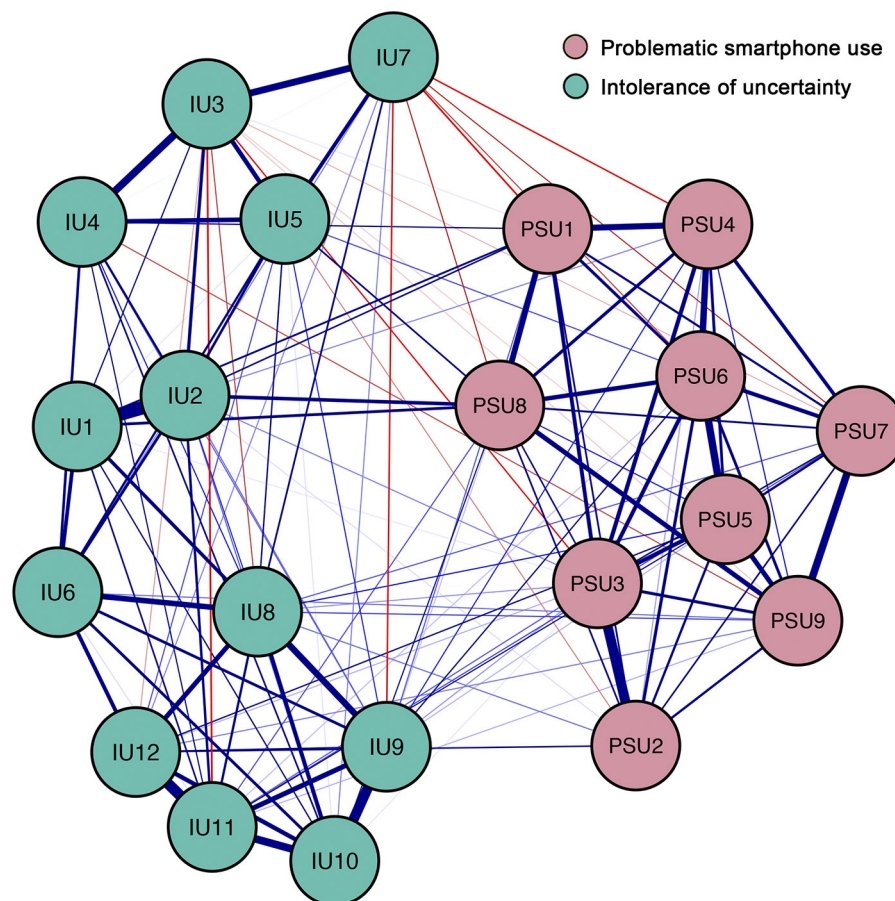 Problematic smartphone use
Intolerance of uncertainty
IU7
IU3
IU4
IU5
PSU1
PSU4
PSU6
IU2
PSU8
IU1
PSU7
PSU5
PSU3
IU6
IU8
PSU9
IU12
IU9
PSU2
IU11
IU10